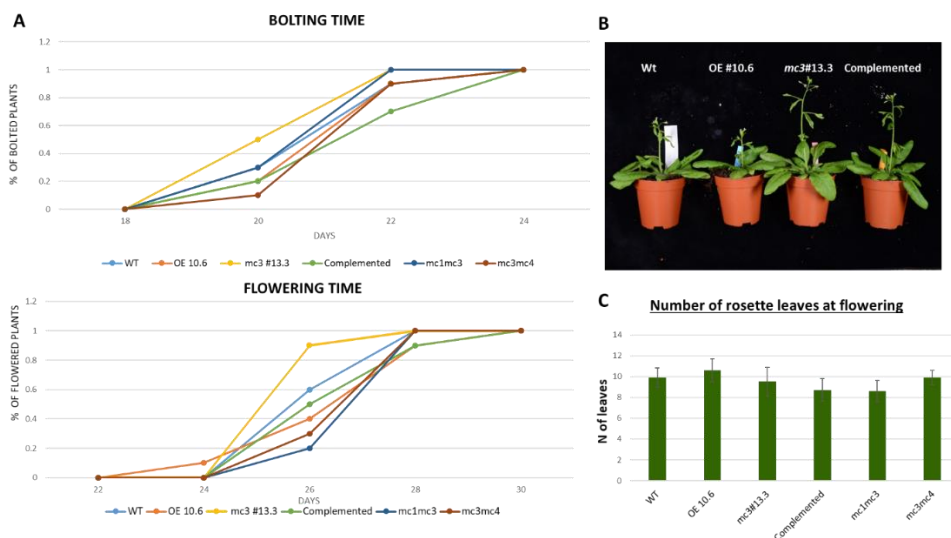 A
BOLTING TIME
% OF BOLTED PLANTS
1.2
1
0.8
0.6
0.4
0.2
0
18 20 22 24
DAYS
WT OE 10.6 mc3 #13.3 Complemented mc1mc3 mc3mc4
FLOWERING TIME
% OF FLOWERED PLANTS
1.2
1
0.8
0.6
0.4
0.2
0
22 24 26 28 30
DAYS
WT OE 10.6 mc3 #13.3 Complemented mc1mc3 mc3mc4
B
Wt OE #10.6 mc3#13.3 Complemented
C
Number of rosette leaves at flowering
N of leaves
14
12
10
8
6
4
2
0
WT OE 10.6 mc3#13.3 Complemented mc1mc3 mc3mc4